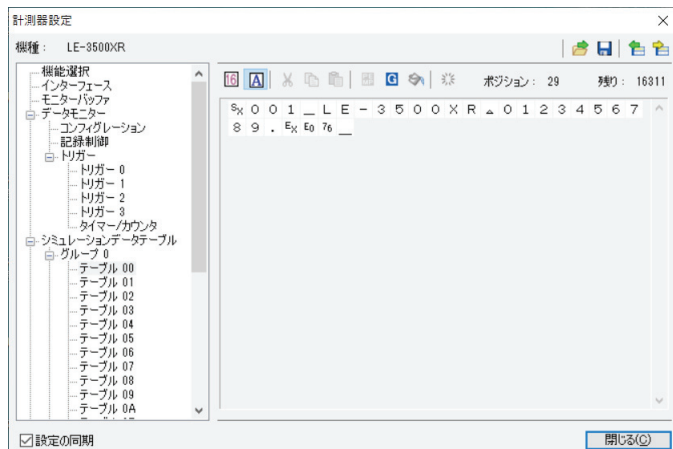 計測器設定
機種： LE-3500XR
機能選択
インターフェース
モニターバッファ
データモニター
コンフィグレーション
記録制御
トリガー
トリガー 0
トリガー 1
トリガー 2
トリガー 3
タイマー/カウンタ
シミュレーションデータテーブル
グループ 0
テーブル 00
テーブル 01
テーブル 02
テーブル 03
テーブル 04
テーブル 05
テーブル 06
テーブル 07
テーブル 08
テーブル 09
テーブル 0A
16 A G ポジション： 29 残り： 16311
SX 0 0 1 _ L E - 3 5 0 0 X R 0 1 2 3 4 5 6 7
8 9 . EX E0 76 _
設定の同期
閉じる(C)